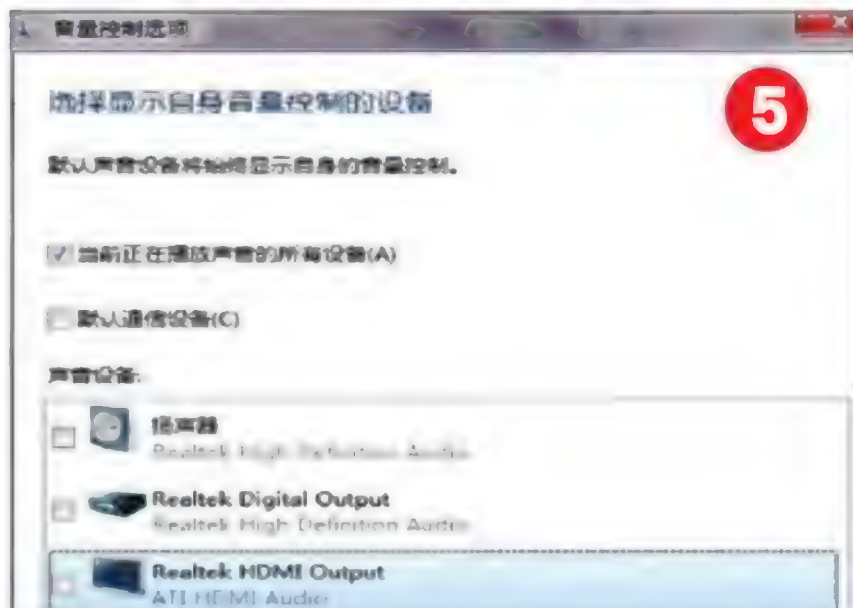 音量控制选项
选择显示自身音量控制的设备
5
默认声音设备将始终显示自身的音量控制。
当前正在播放声音的所有设备(A)
默认通信设备(C)
声音设备:
扬声器
Realtek High Definition Audio
Realtek Digital Output
Realtek High Definition Audio
Realtek HDMI Output
ATI HDMI Audio